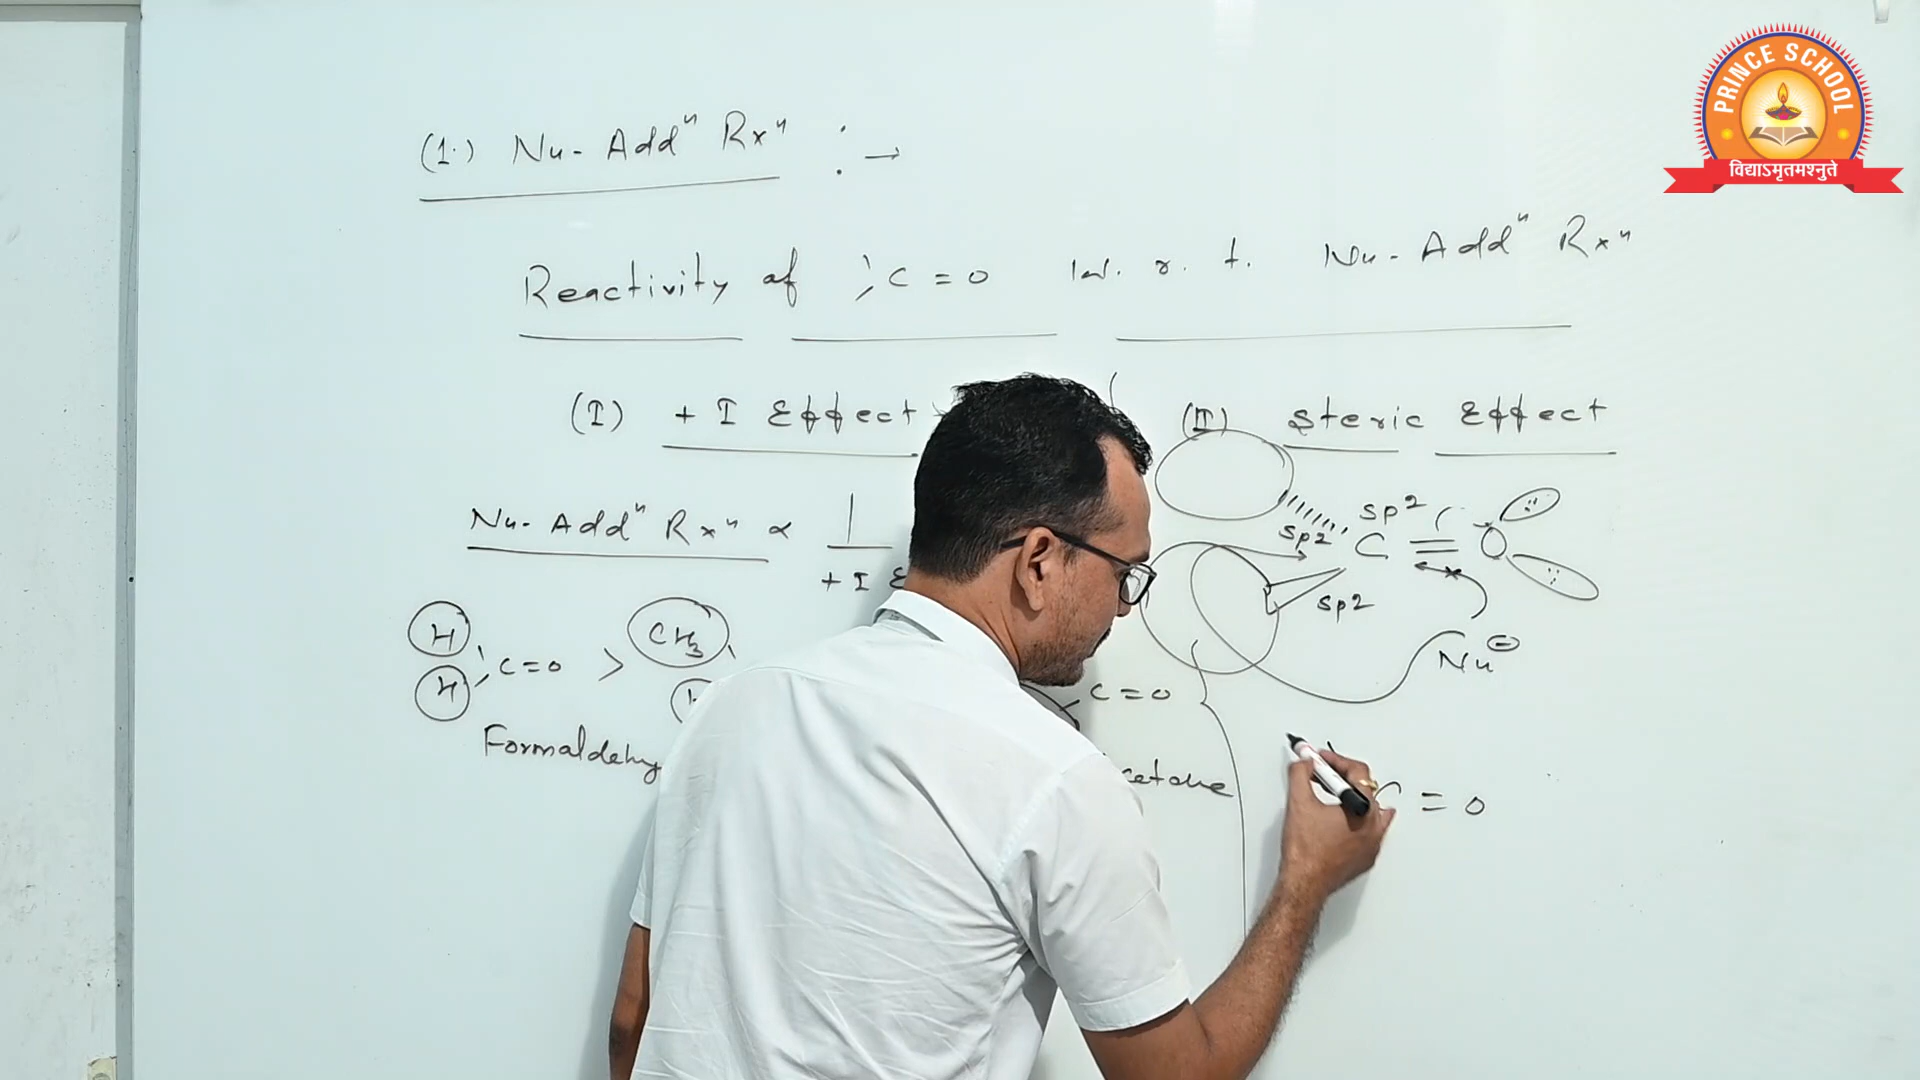 PRINCE SCHOOL
विद्याऽमृतमश्नुते
(1.) Nu- Addⁿ Rxⁿ :→
Reactivity of >C=O w.r.t. Nu- Addⁿ Rxⁿ
(I) + I Effect
(II) Steric Effect
Nu- Addⁿ Rxⁿ ∝ 1
+ I
H
H
C=O > CH3
C=O
Formaldehy
cetone
sp2
sp2
C = O
sp2
Nu⊖
C = O